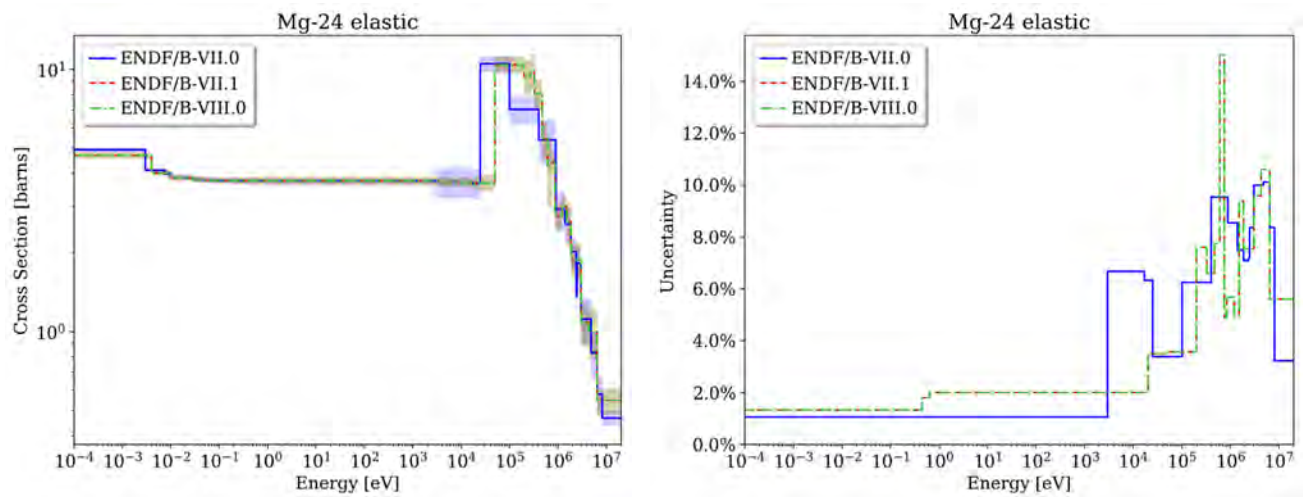 Mg-24 elastic
ENDF/B-VII.0
ENDF/B-VII.1
ENDF/B-VIII.0
Cross Section [barns]
10¹
10⁰
10⁻⁴ 10⁻³ 10⁻² 10⁻¹ 10⁰ 10¹ 10² 10³ 10⁴ 10⁵ 10⁶ 10⁷
Energy [eV]
Mg-24 elastic
ENDF/B-VII.0
ENDF/B-VII.1
ENDF/B-VIII.0
Uncertainty
14.0%
12.0%
10.0%
8.0%
6.0%
4.0%
2.0%
0.0%
10⁻⁴ 10⁻³ 10⁻² 10⁻¹ 10⁰ 10¹ 10² 10³ 10⁴ 10⁵ 10⁶ 10⁷
Energy [eV]